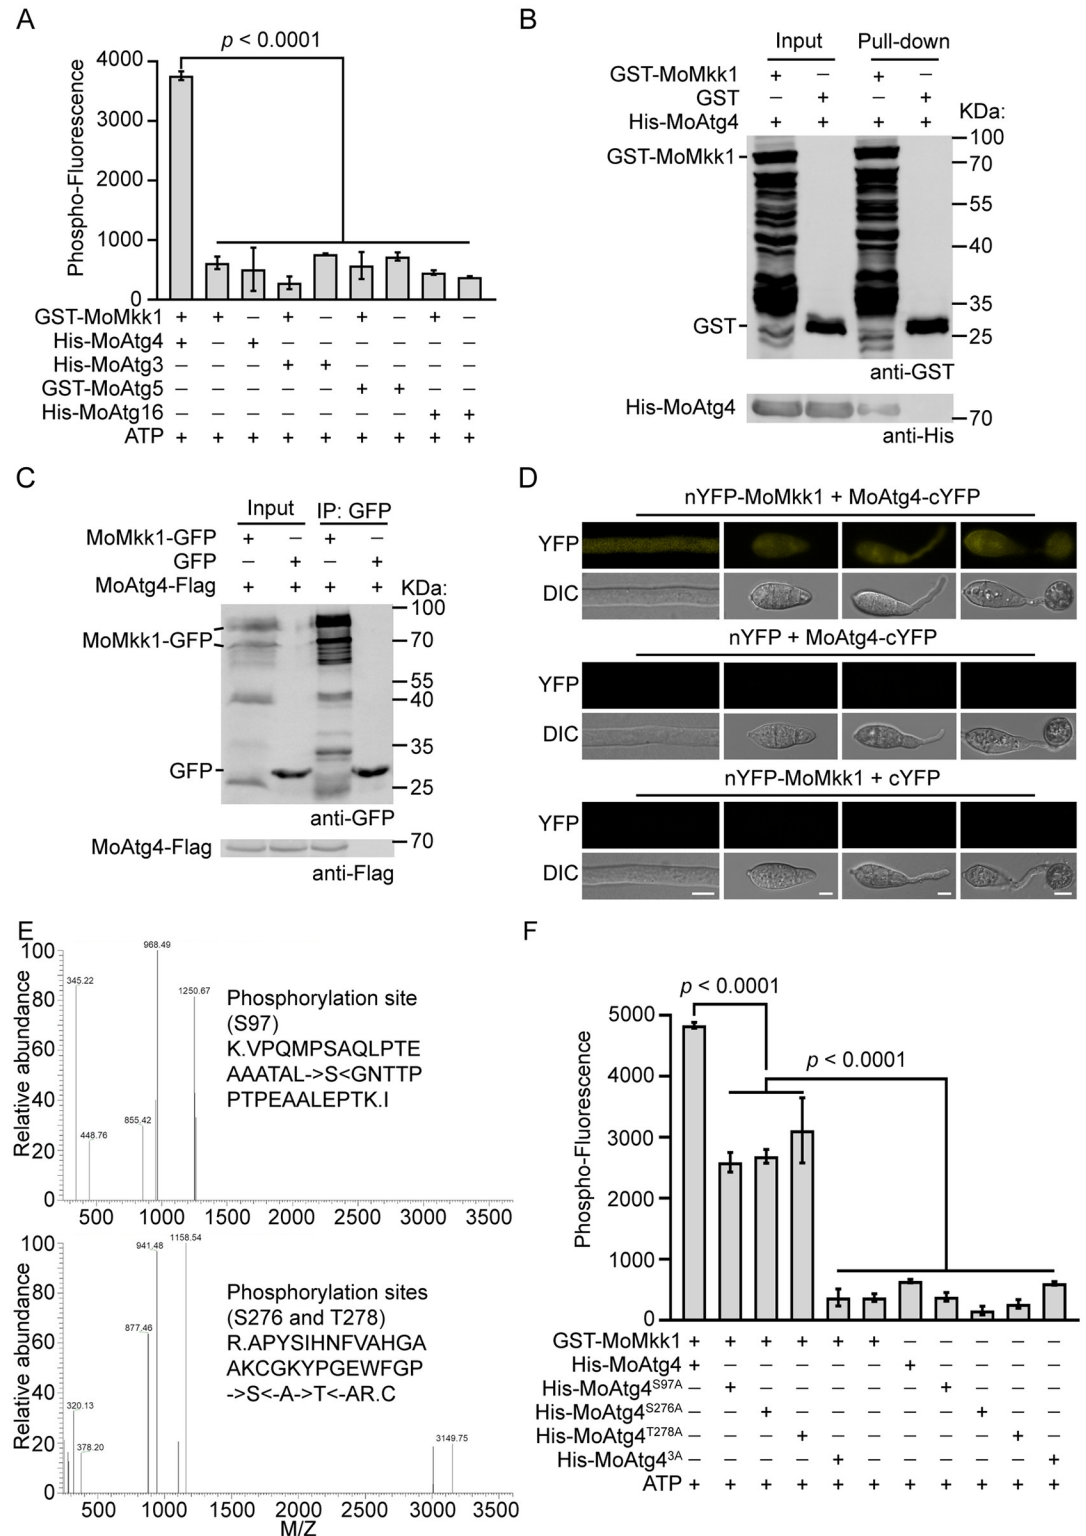 A
p < 0.0001
Phospho-Fluorescence
4000
3000
2000
1000
0
GST-MoMkk1 + + – + – + – + –
His-MoAtg4 + – + – – – – – –
His-MoAtg3 – – – + + – – – –
GST-MoAtg5 – – – – – + + – –
His-MoAtg16 – – – – – – – + +
ATP + + + + + + + + +
B
Input Pull-down
GST-MoMkk1 + – + –
GST – + – +
His-MoAtg4 + + + +
KDa:
GST-MoMkk1
100
70
55
40
35
GST
25
anti-GST
His-MoAtg4
70
anti-His
C
Input IP: GFP
MoMkk1-GFP + – + –
GFP – + – +
MoAtg4-Flag + + + +
KDa:
100
MoMkk1-GFP
70
55
40
35
GFP
25
anti-GFP
MoAtg4-Flag
70
anti-Flag
D
nYFP-MoMkk1 + MoAtg4-cYFP
YFP
DIC
nYFP + MoAtg4-cYFP
YFP
DIC
nYFP-MoMkk1 + cYFP
YFP
DIC
E
Relative abundance
100
80
60
40
20
0
968.49
345.22
1250.67
855.42
448.76
Phosphorylation site
(S97)
K.VPQMPSAQLPTE
AAATAL->S<GNTTP
PTPEAALEPTK.I
500 1000 1500 2000 2500 3000 3500
Relative abundance
100
80
60
40
20
0
1158.54
941.48
877.46
320.13
378.20
3149.75
Phosphorylation sites
(S276 and T278)
R.APYSIHNFVAHGA
AKCGKYPGEWFGP
->S<-A->T<-AR.C
500 1000 1500 2000 2500 3000 3500
M/Z
F
p < 0.0001
p < 0.0001
Phospho-Fluorescence
5000
4000
3000
2000
1000
0
GST-MoMkk1 + + + + + + – – – – –
His-MoAtg4 + – – – – – + – – – –
His-MoAtg4S97A – + – – – – – + – – –
His-MoAtg4S276A – – + – – – – – + – –
His-MoAtg4T278A – – – + – – – – – + –
His-MoAtg43A – – – – + – – – – – +
ATP + + + + + + + + + + +